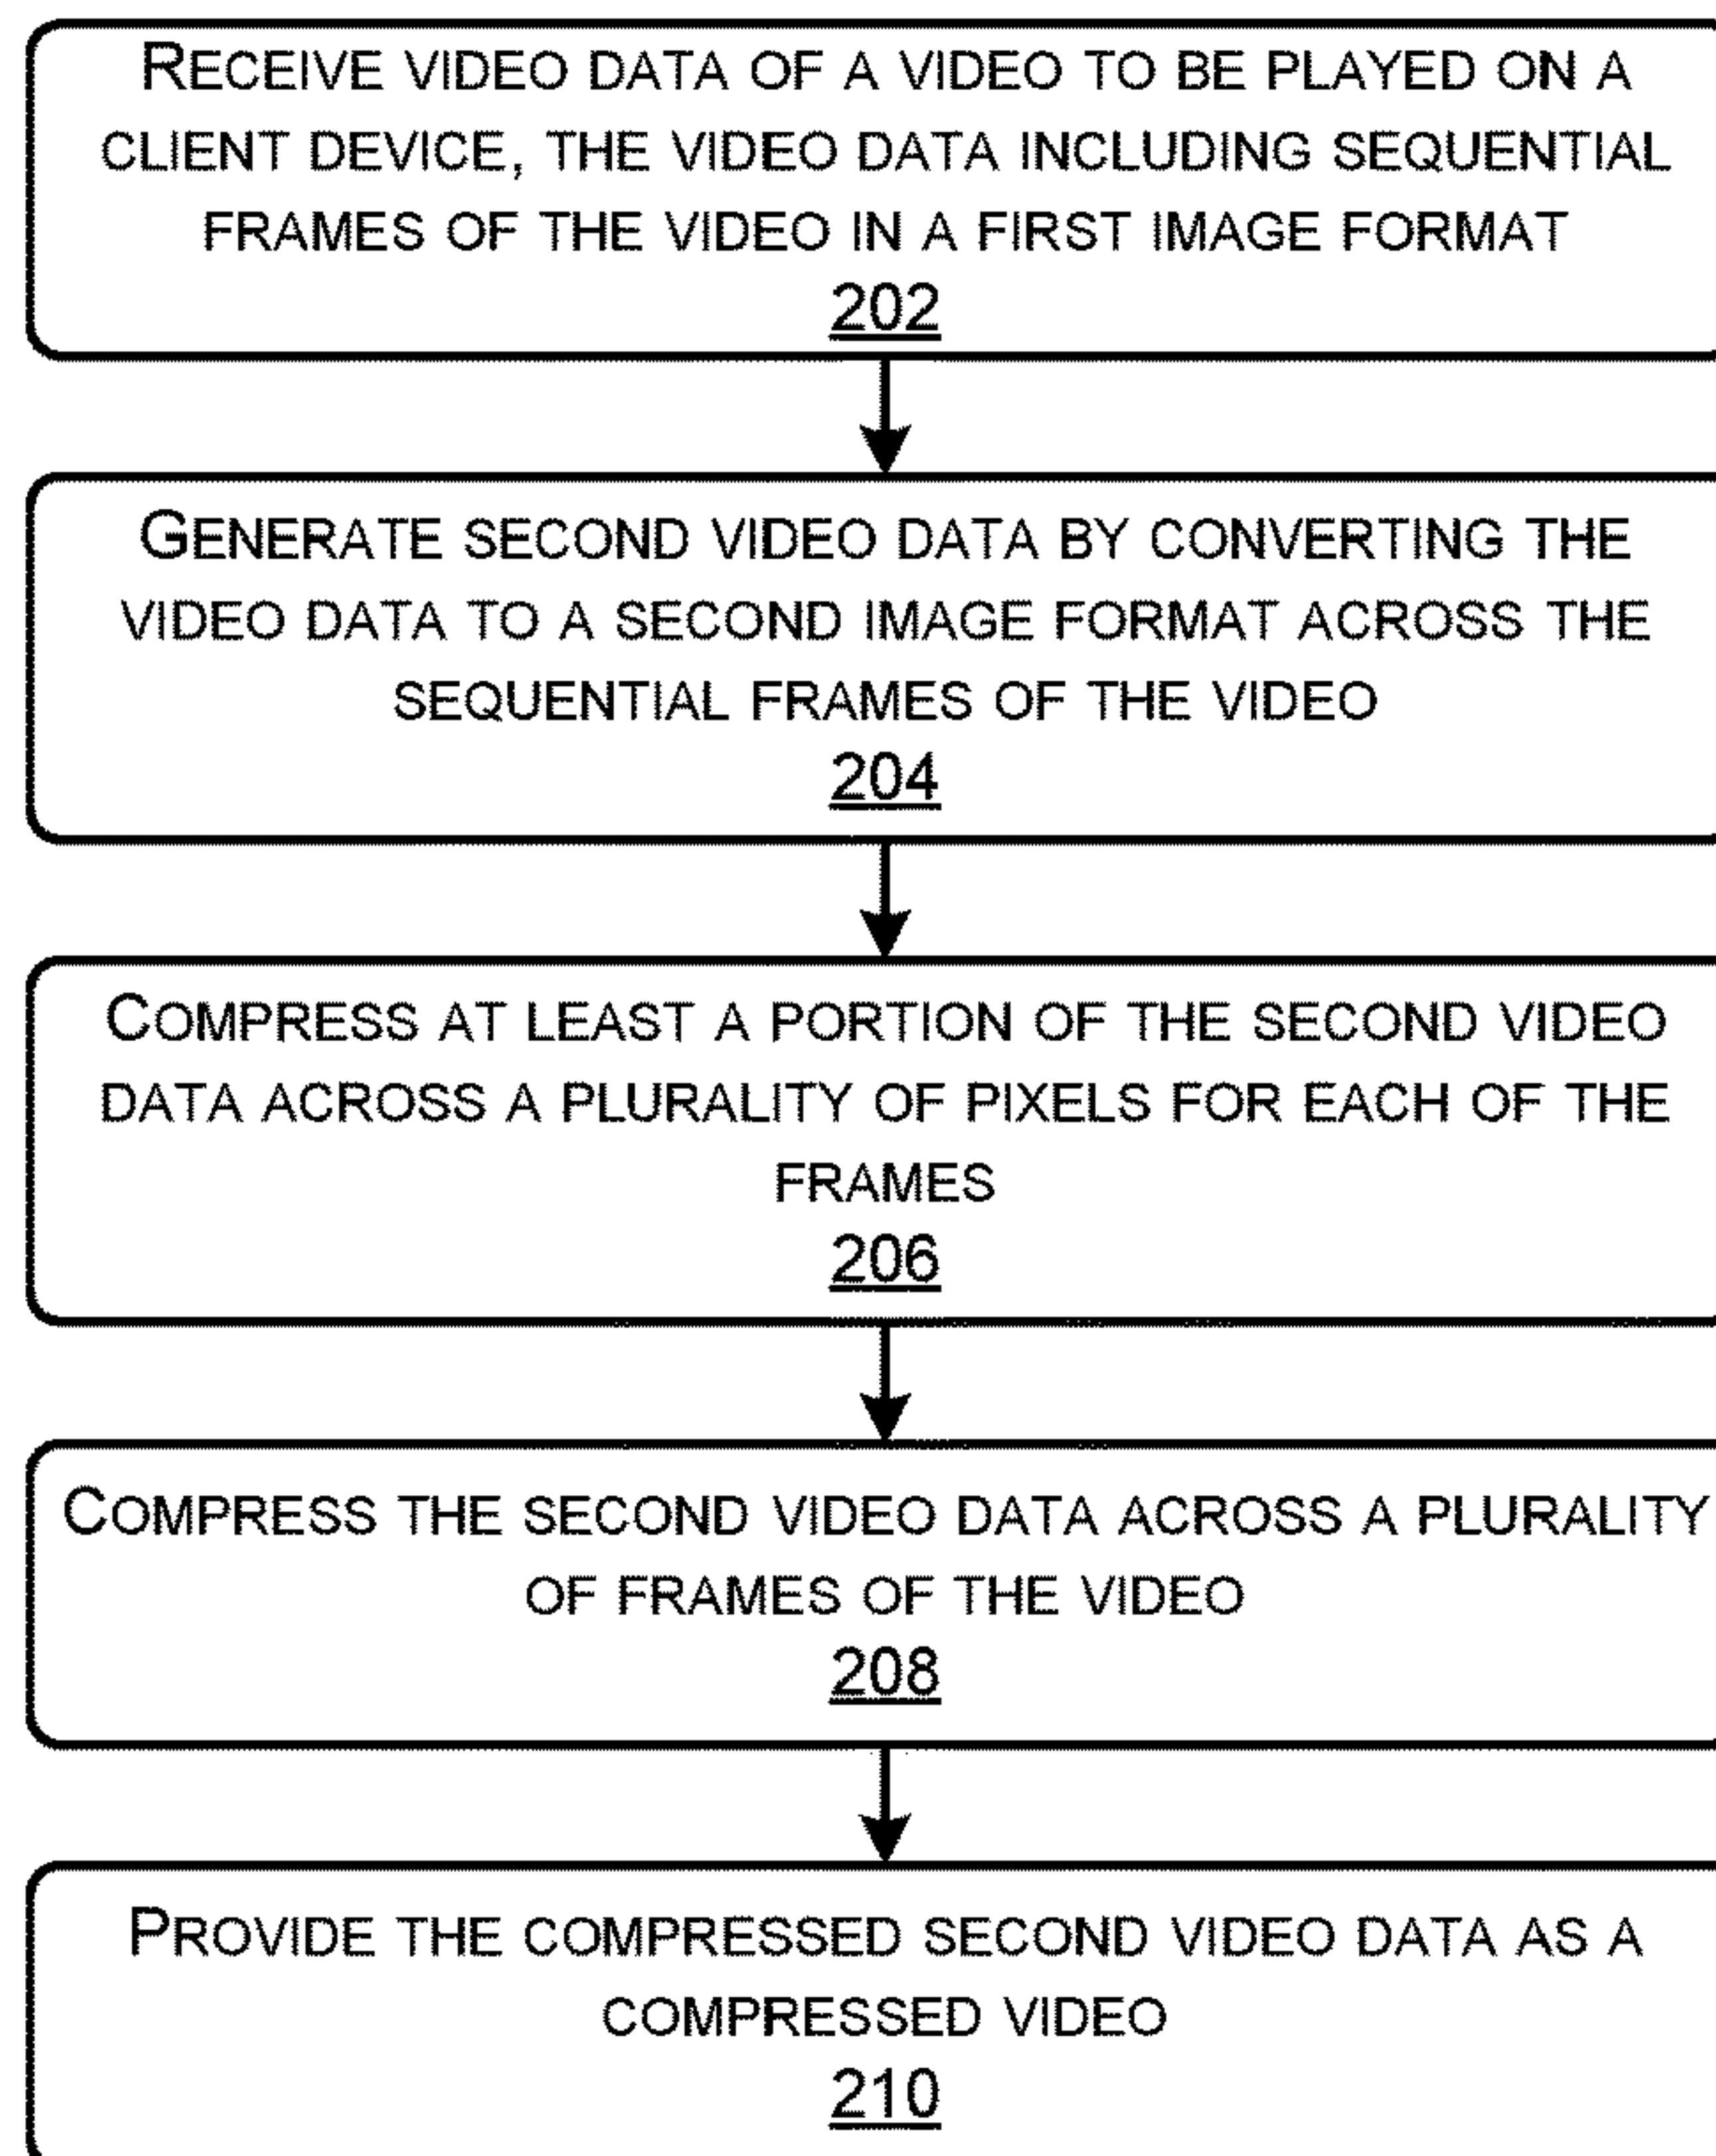 RECEIVE VIDEO DATA OF A VIDEO TO BE PLAYED ON A
CLIENT DEVICE, THE VIDEO DATA INCLUDING SEQUENTIAL
FRAMES OF THE VIDEO IN A FIRST IMAGE FORMAT
202
GENERATE SECOND VIDEO DATA BY CONVERTING THE
VIDEO DATA TO A SECOND IMAGE FORMAT ACROSS THE
SEQUENTIAL FRAMES OF THE VIDEO
204
COMPRESS AT LEAST A PORTION OF THE SECOND VIDEO
DATA ACROSS A PLURALITY OF PIXELS FOR EACH OF THE
FRAMES
206
COMPRESS THE SECOND VIDEO DATA ACROSS A PLURALITY
OF FRAMES OF THE VIDEO
208
PROVIDE THE COMPRESSED SECOND VIDEO DATA AS A
COMPRESSED VIDEO
210